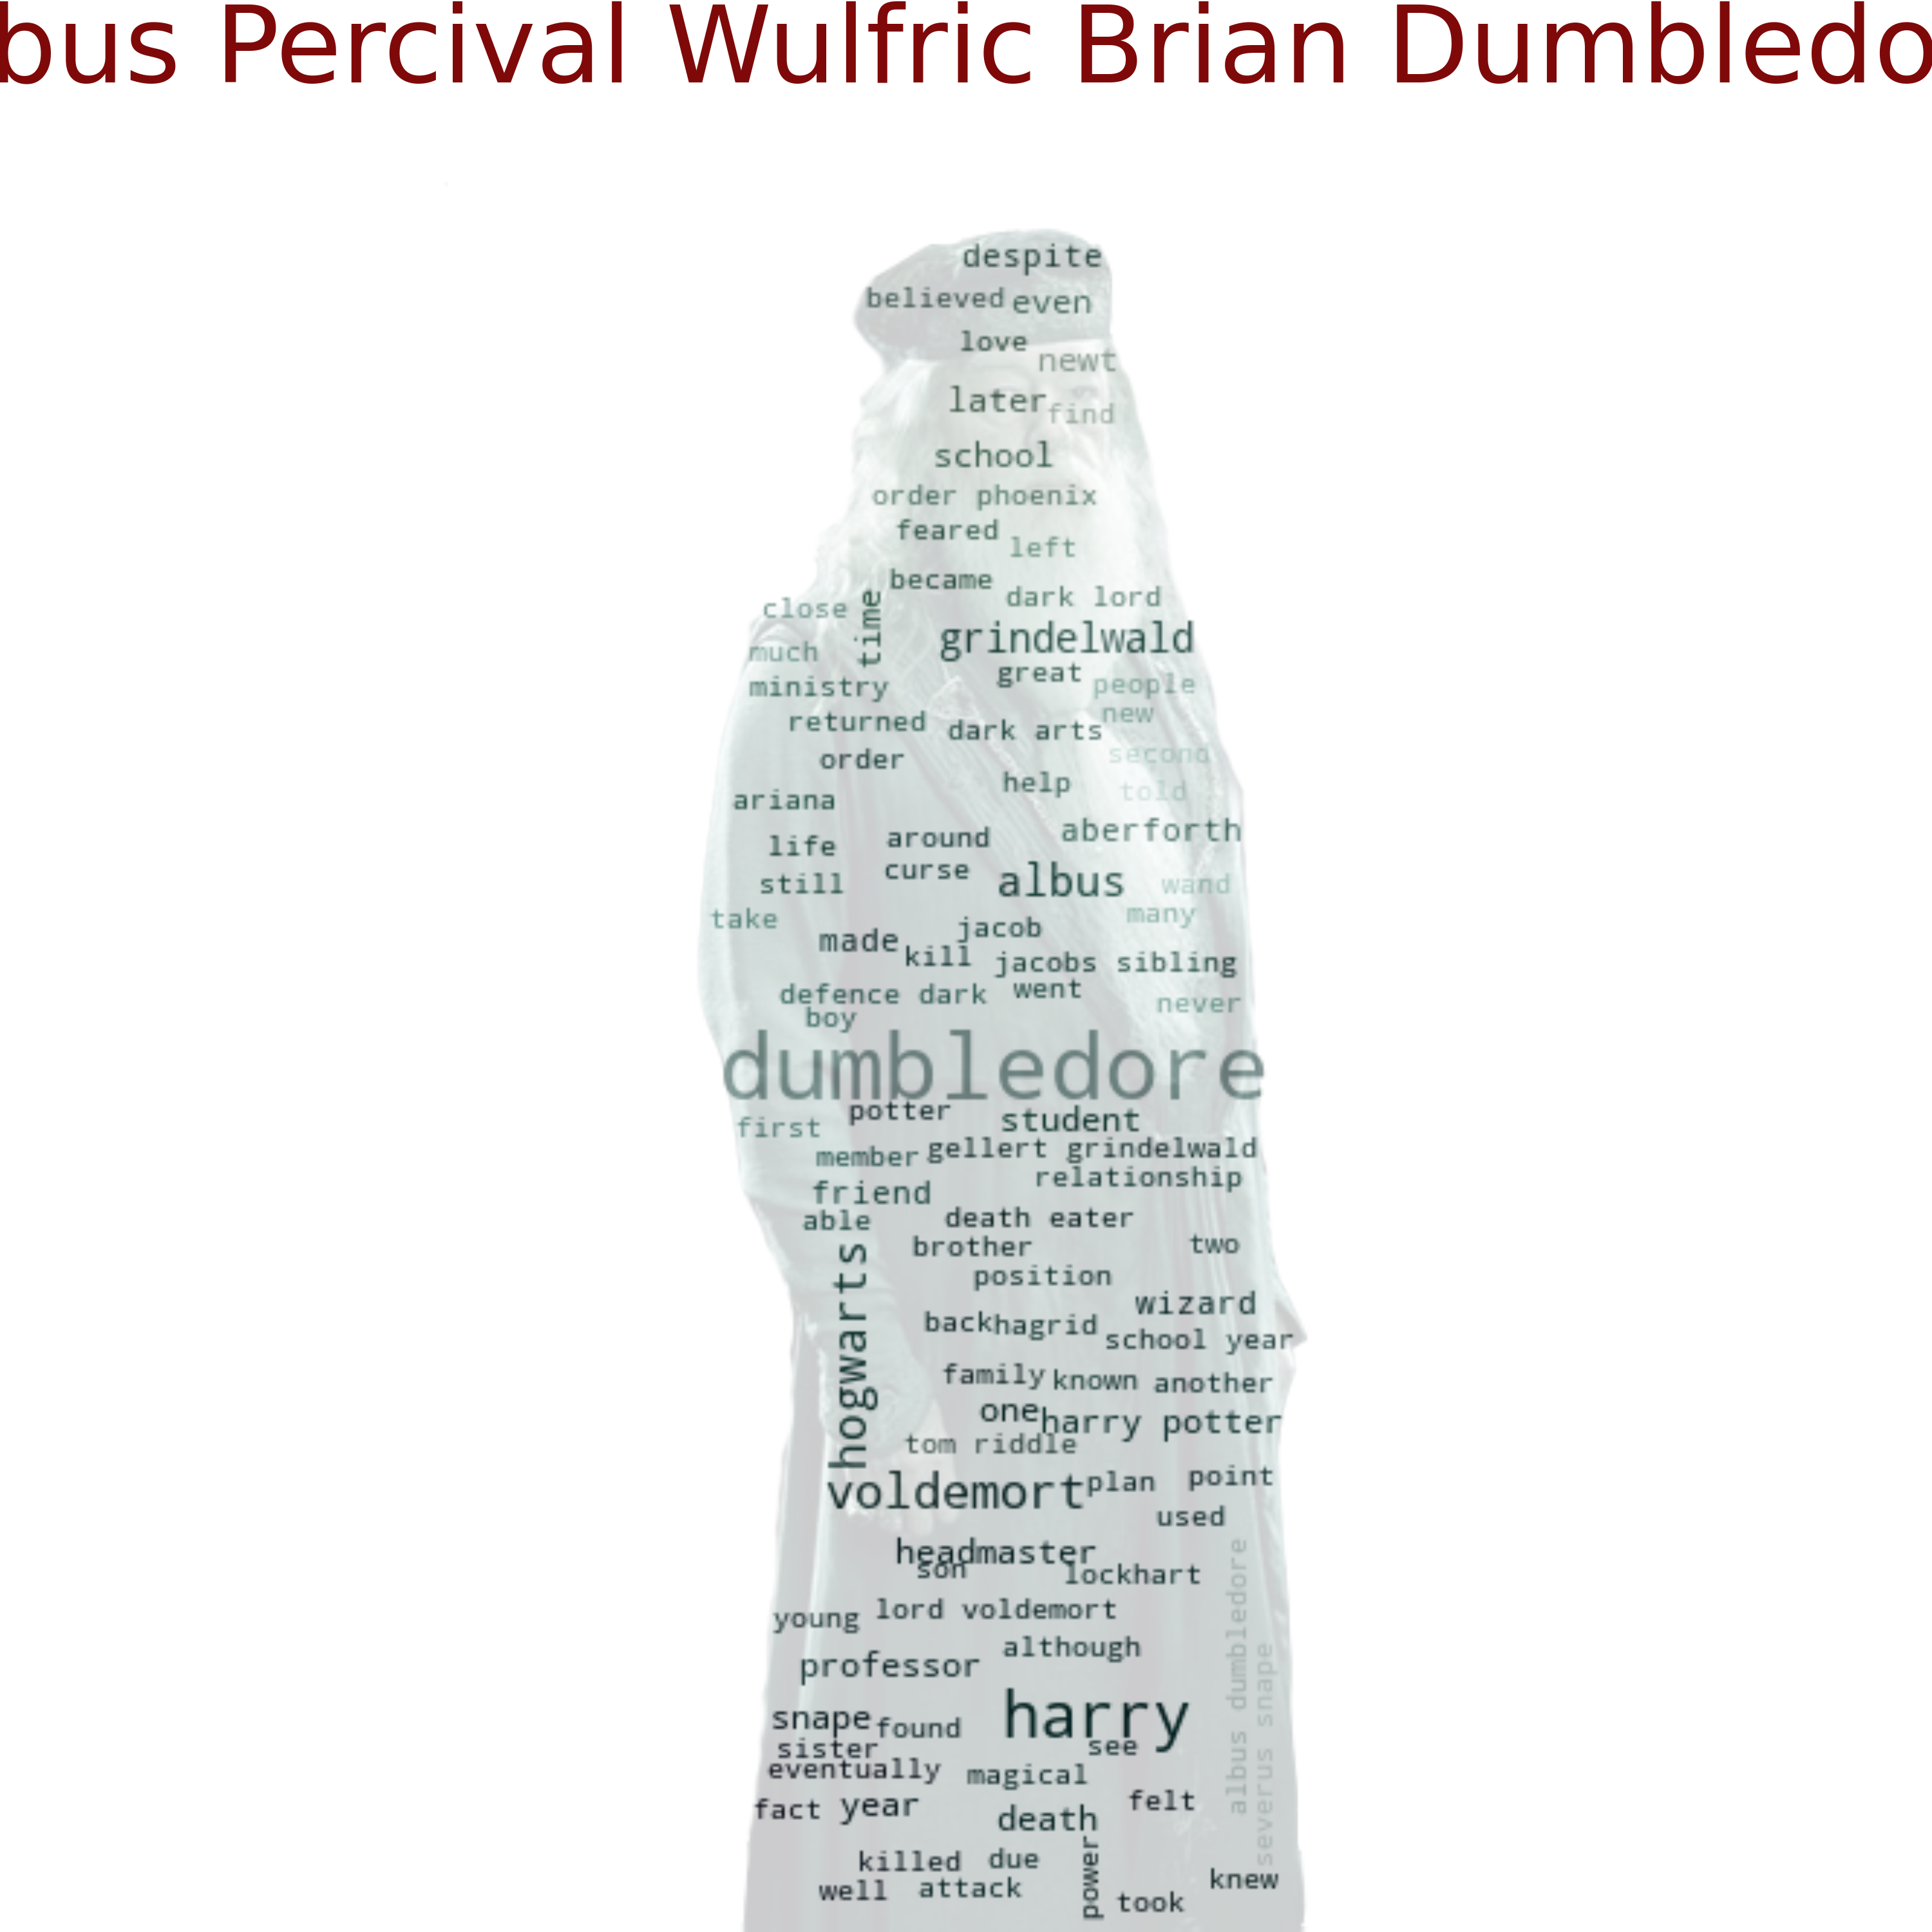 bus Percival Wulfric Brian Dumbledo
despite
believed even
love
newt
later find
school
order phoenix
feared
left
became
dark lord
close
time
grindelwald
much
great
people
ministry
new
returned
dark arts
order
second
help
told
ariana
aberforth
around
life
curse
albus
still
wand
take
many
jacob
made
kill
jacobs sibling
defence dark
went
never
boy
dumbledore
potter
student
first
gellert grindelwald
member
relationship
friend
able
death eater
brother
two
position
hogwarts
wizard
back
hagrid
school year
family
known
another
one
harry potter
tom riddle
voldemort
plan
point
used
headmaster
son
lockhart
albus dumbledore
lord voldemort
young
although
professor
severus snape
harry
snape
found
see
sister
eventually
magical
felt
fact
year
death
power
killed
due
knew
well
attack
took